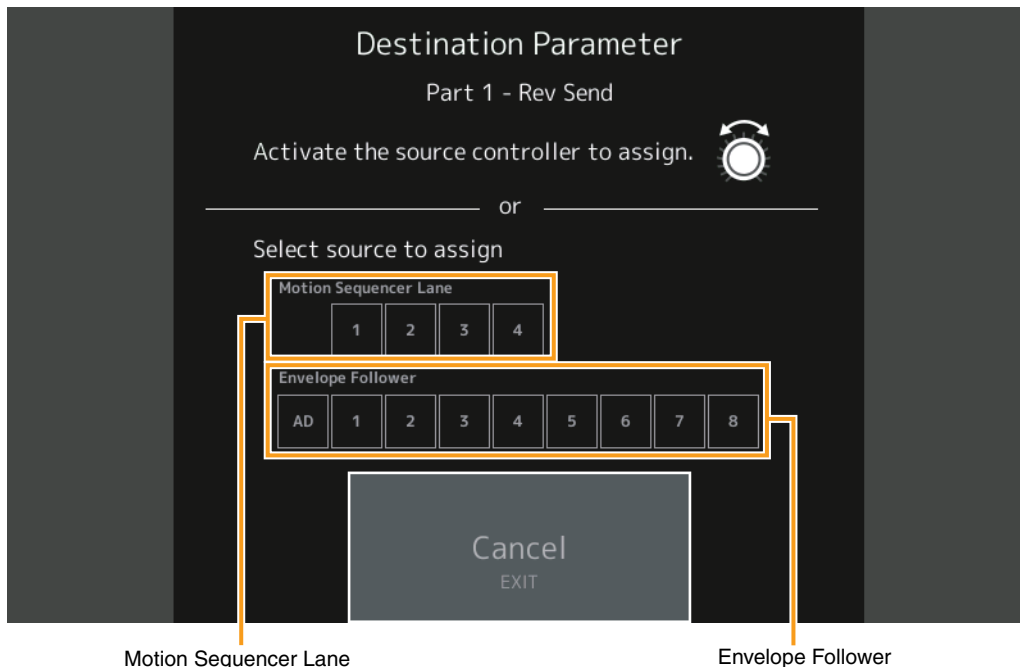 Destination Parameter
Part 1 - Rev Send
Activate the source controller to assign.
or
Select source to assign
Motion Sequencer Lane
1 2 3 4
Envelope Follower
AD 1 2 3 4 5 6 7 8
Cancel
EXIT
Motion Sequencer Lane
Envelope Follower